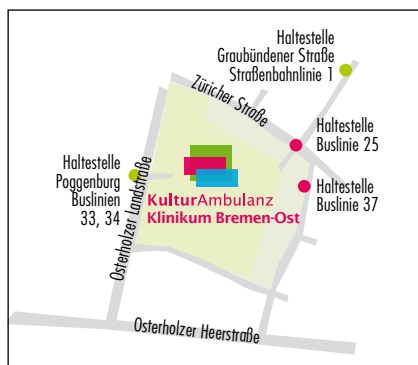 Haltestelle
Graubündener Straße
Straßenbahnlinie 1
Züricher Straße
Haltestelle
Buslinie 25
Haltestelle
Poggenburg
Buslinien
33, 34
Haltestelle
Buslinie 37
KulturAmbulanz
Klinikum Bremen-Ost
Osterholzer Landstraße
Osterholzer Heerstraße